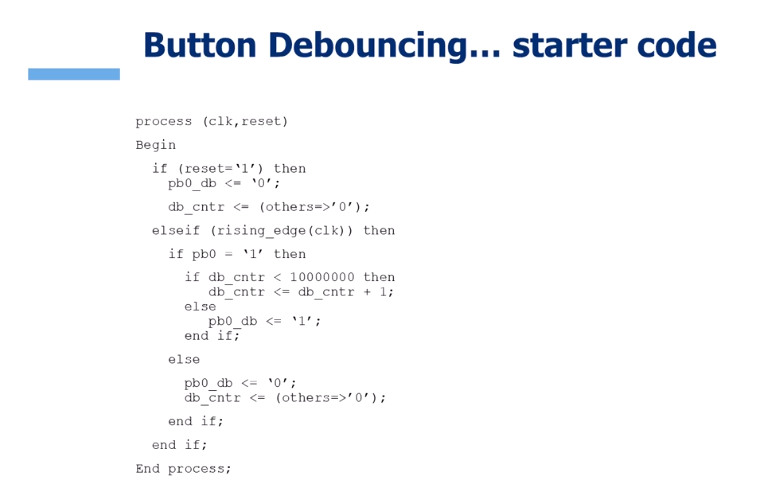 Button Debouncing... starter code
process (clk,reset)
Begin
if (reset=‘1’) then
pb0_db <= ‘0’;
db_cntr <= (others=>’0’);
elseif (rising_edge(clk)) then
if pb0 = ‘1’ then
if db_cntr < 10000000 then
db_cntr <= db_cntr + 1;
else
pb0_db <= ‘1’;
end if;
else
pb0_db <= ‘0’;
db_cntr <= (others=>’0’);
end if;
end if;
End process;